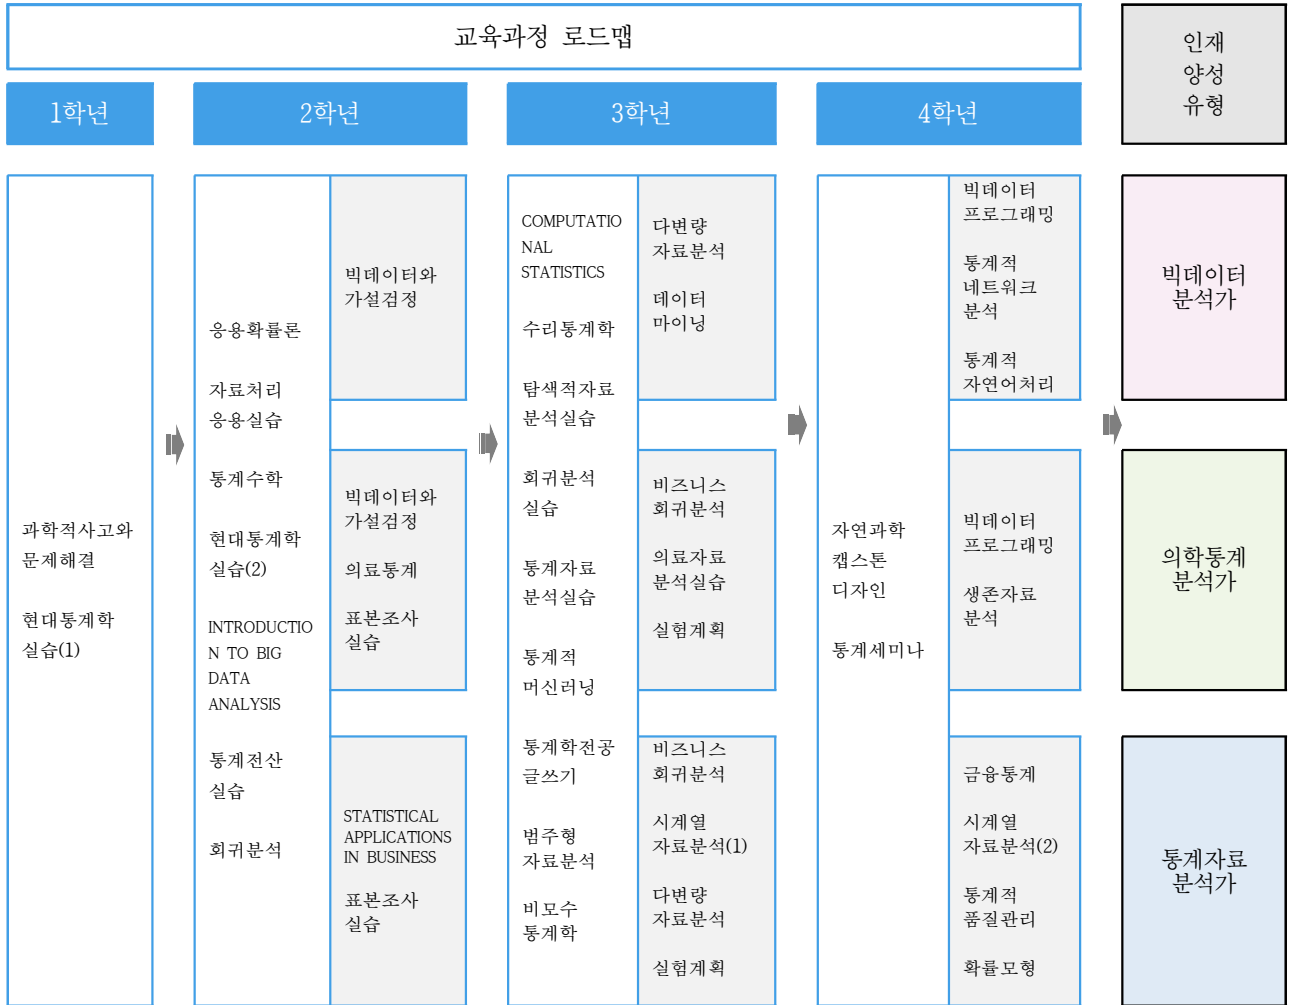 교육과정 로드맵
인재
양성
유형
1학년
2학년
3학년
4학년
과학적사고와
문제해결
현대통계학
실습(1)
응용확률론
자료처리
응용실습
통계수학
현대통계학
실습(2)
INTRODUCTIO
N TO BIG
DATA
ANALYSIS
통계전산
실습
회귀분석
빅데이터와
가설검정
빅데이터와
가설검정
의료통계
표본조사
실습
STATISTICAL
APPLICATIONS
IN BUSINESS
표본조사
실습
COMPUTATIO
NAL
STATISTICS
수리통계학
탐색적자료
분석실습
회귀분석
실습
통계자료
분석실습
통계적
머신러닝
통계학전공
글쓰기
범주형
자료분석
비모수
통계학
다변량
자료분석
데이터
마이닝
비즈니스
회귀분석
의료자료
분석실습
실험계획
비즈니스
회귀분석
시계열
자료분석(1)
다변량
자료분석
실험계획
자연과학
캡스톤
디자인
통계세미나
빅데이터
프로그래밍
통계적
네트워크
분석
통계적
자연어처리
빅데이터
프로그래밍
생존자료
분석
금융통계
시계열
자료분석(2)
통계적
품질관리
확률모형
빅데이터
분석가
의학통계
분석가
통계자료
분석가